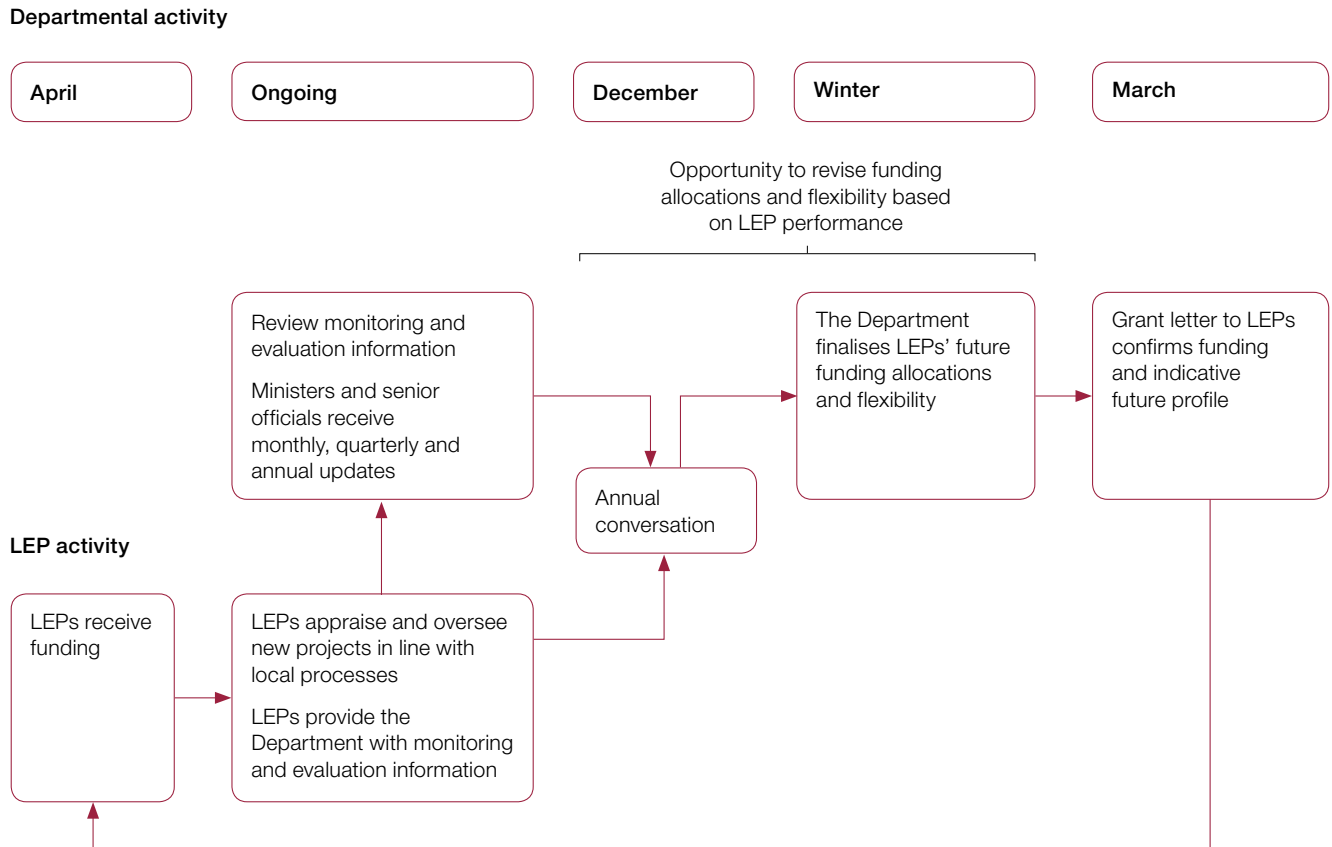 Departmental activity
April
Ongoing
December
Winter
March
Opportunity to revise funding
allocations and flexibility based
on LEP performance
Review monitoring and
evaluation information
Ministers and senior
officials receive
monthly, quarterly and
annual updates
The Department
finalises LEPs’ future
funding allocations
and flexibility
Grant letter to LEPs
confirms funding
and indicative
future profile
Annual
conversation
LEP activity
LEPs receive
funding
LEPs appraise and oversee
new projects in line with
local processes
LEPs provide the
Department with monitoring
and evaluation information